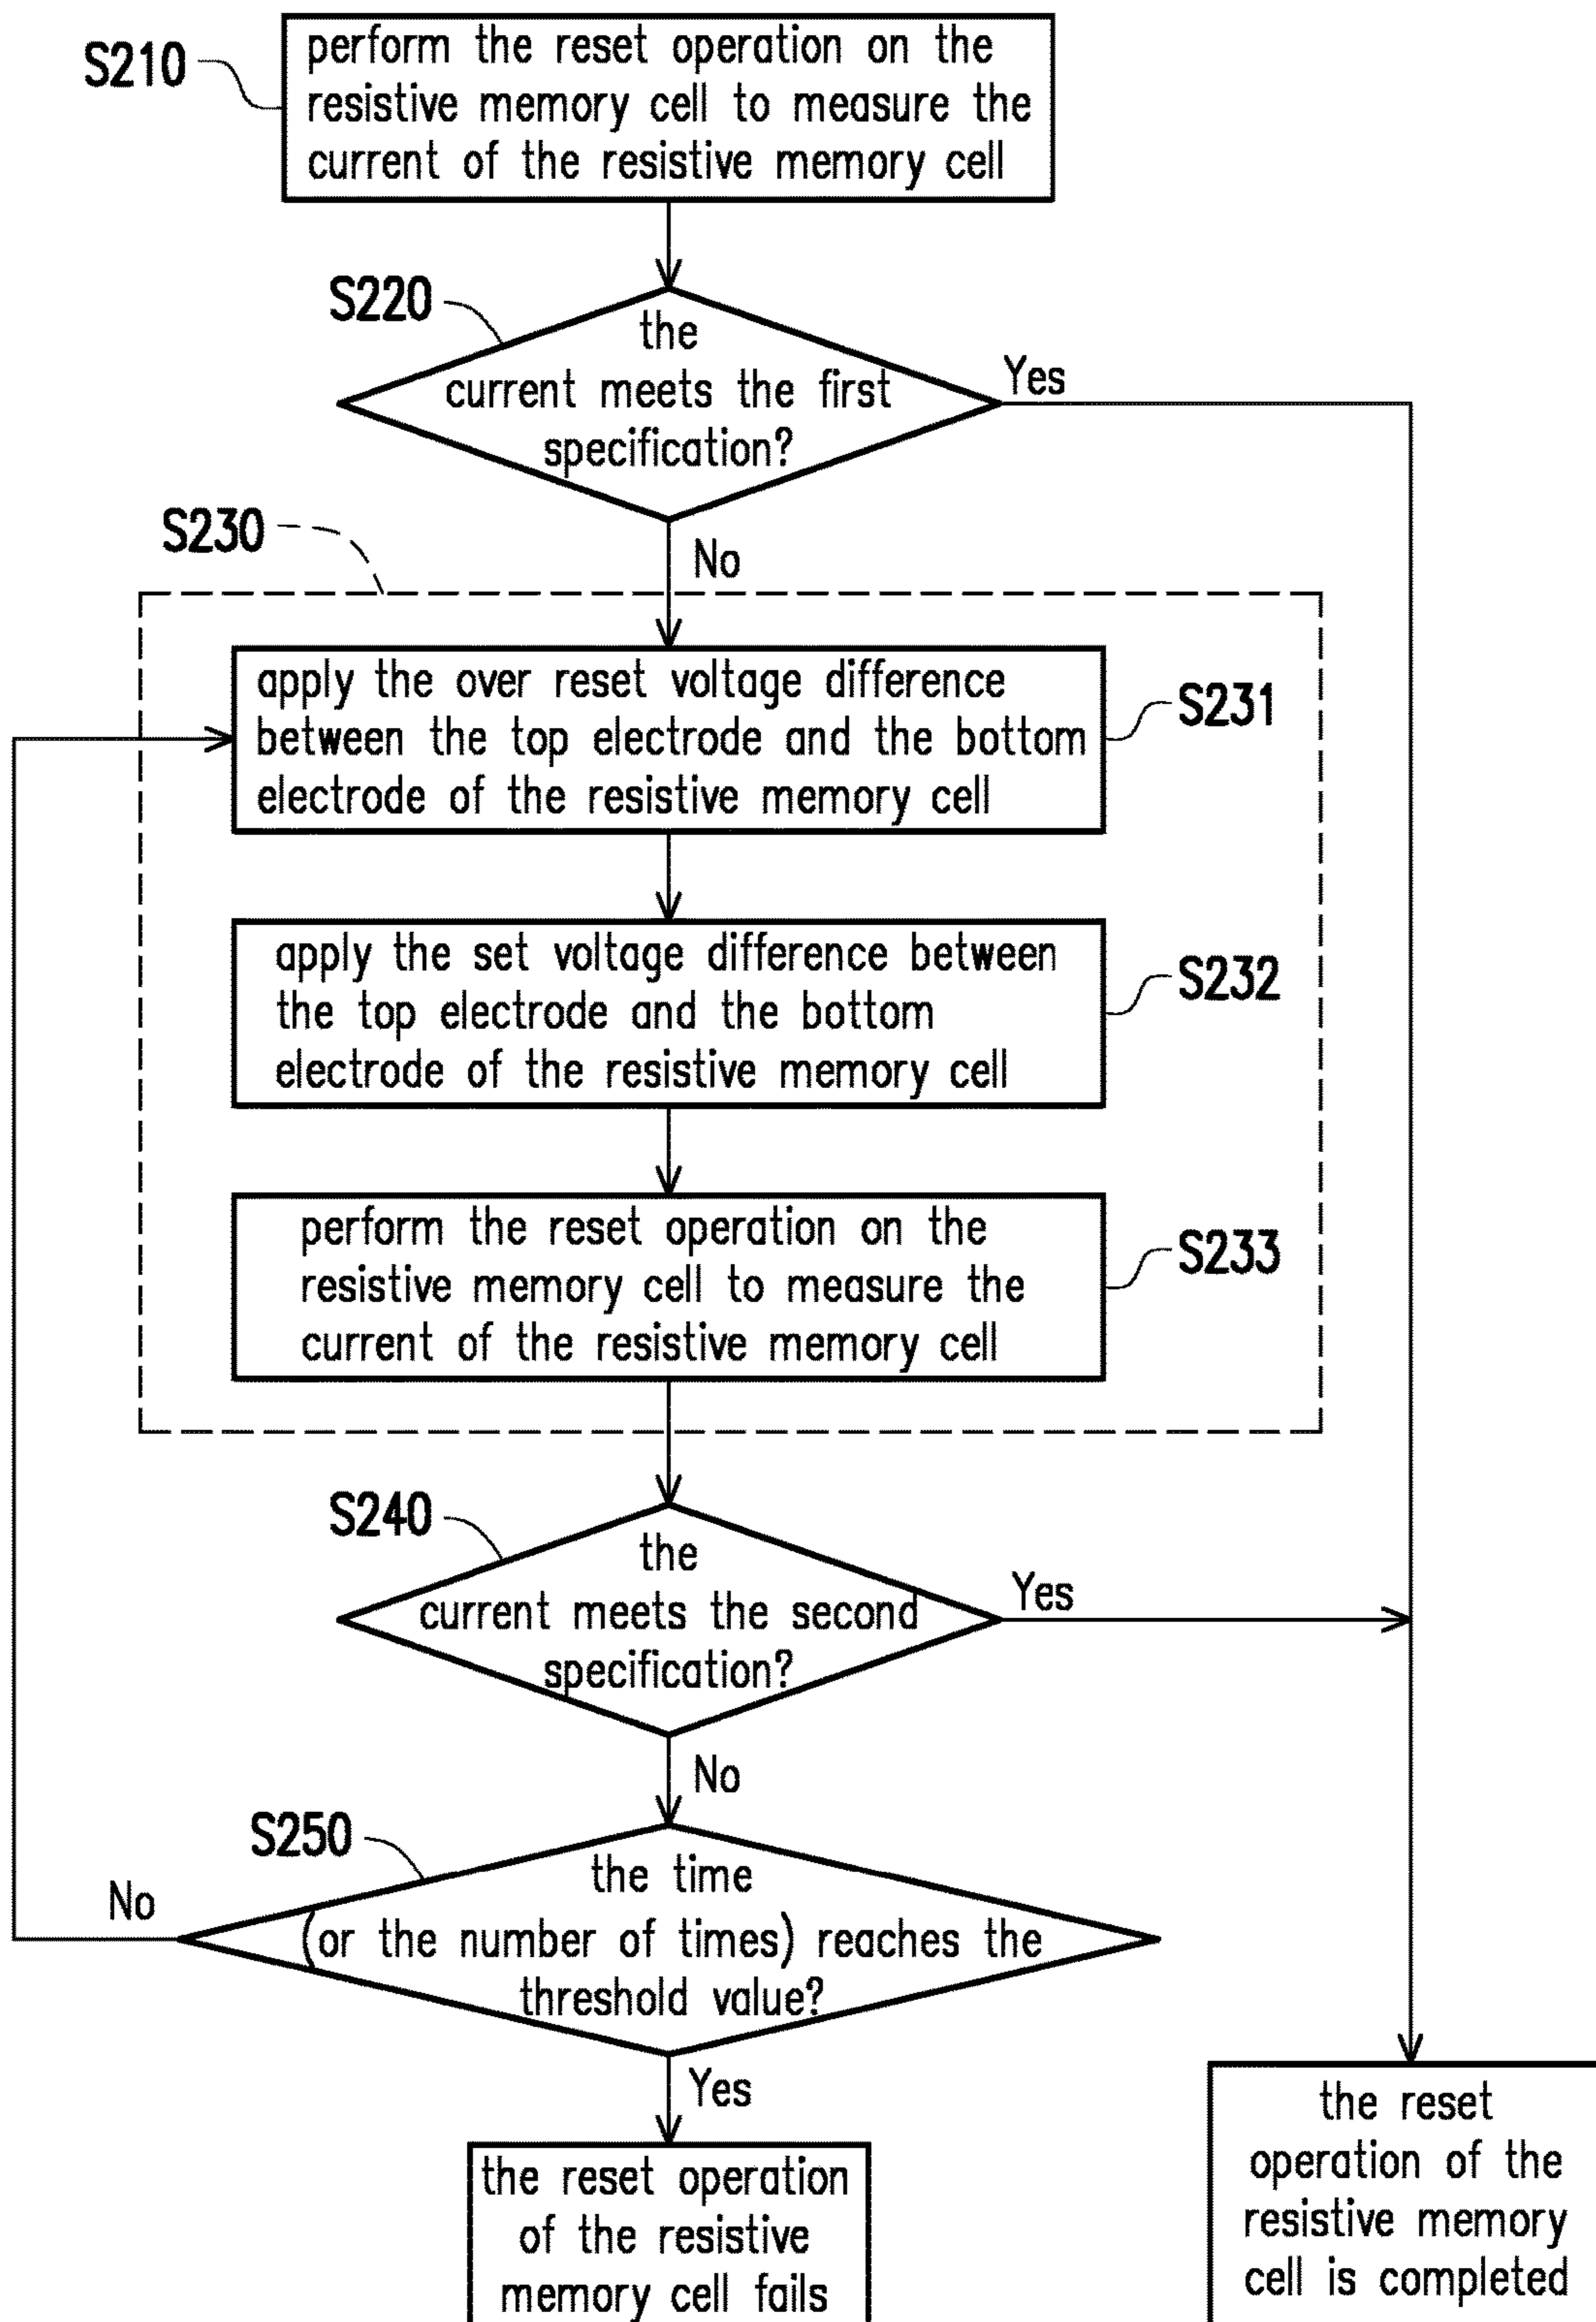 S210
perform the reset operation on the
resistive memory cell to measure the
current of the resistive memory cell
S220
the
current meets the first
specification?
Yes
No
S230
apply the over reset voltage difference
between the top electrode and the bottom
electrode of the resistive memory cell
S231
apply the set voltage difference between
the top electrode and the bottom
electrode of the resistive memory cell
S232
perform the reset operation on the
resistive memory cell to measure the
current of the resistive memory cell
S233
S240
the
current meets the second
specification?
Yes
No
S250
the time
(or the number of times) reaches the
threshold value?
No
Yes
the reset operation
of the resistive
memory cell fails
the reset
operation of the
resistive memory
cell is completed